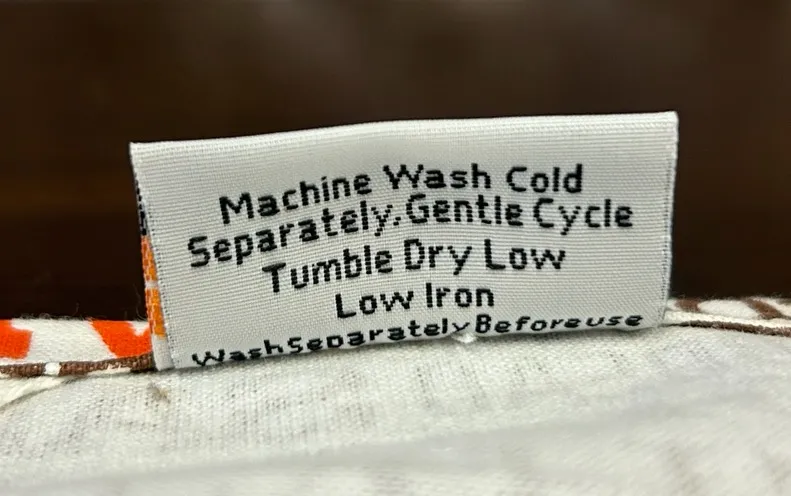 Machine Wash Cold
Separately.Gentle Cycle
Tumble Dry Low
Low Iron
WashSeparatelyBeforeuse